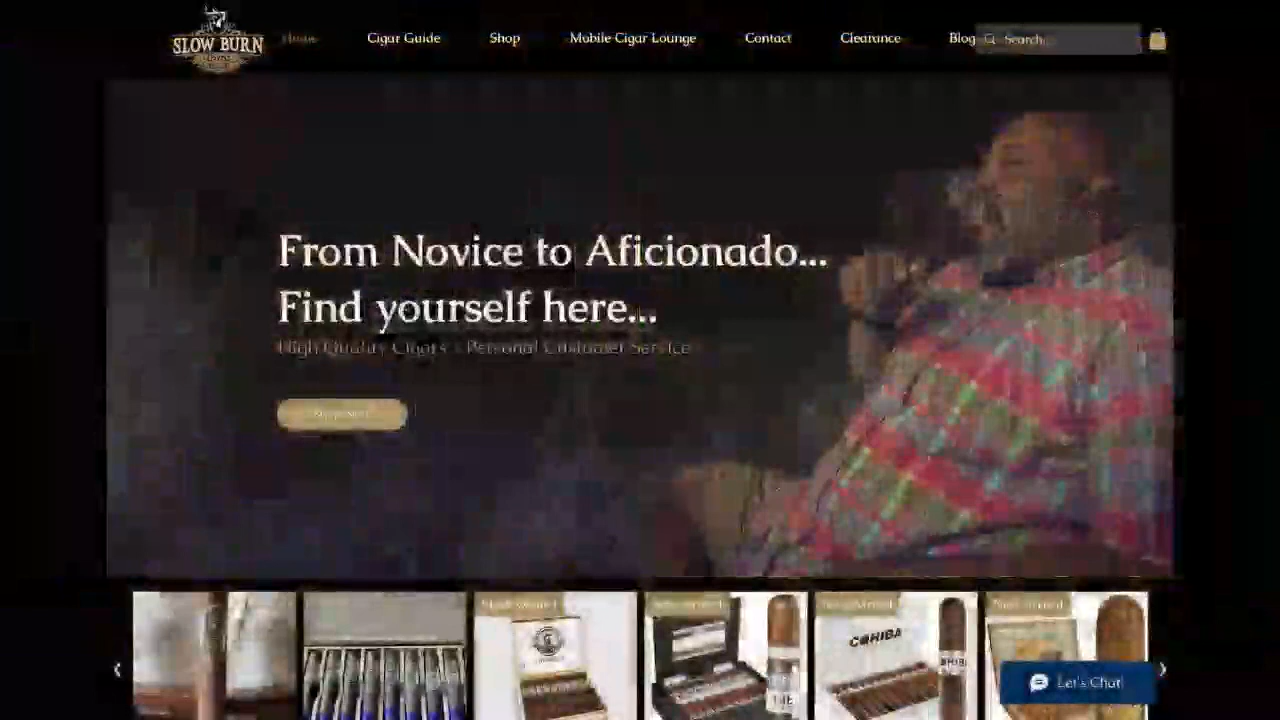 SLOW BURN
Home
Cigar Guide
Shop
Mobile Cigar Lounge
Contact
Clearance
Blog
Search...
From Novice to Aficionado...
Find yourself here...
High Quality Cigars - Personal Customer Service
COHIBA
Let's Chat!